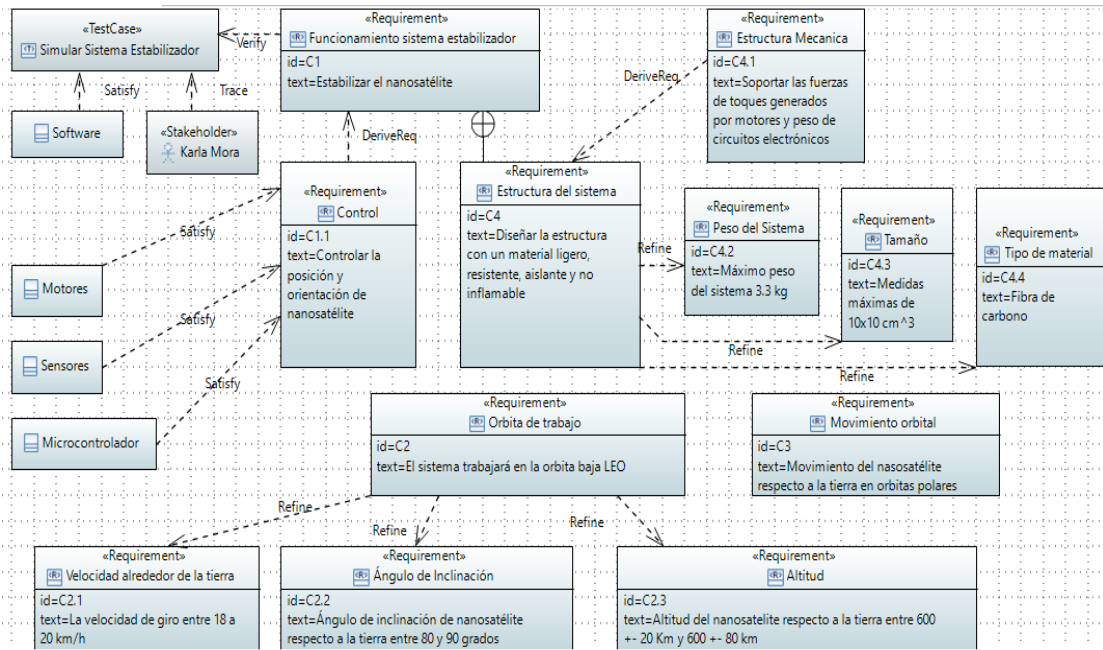 «TestCase»
Simular Sistema Estabilizador
Verify
«Requirement»
Funcionamiento sistema estabilizador
id=C1
text=Estabilizar el nanosatélite
«Requirement»
Estructura Mecanica
id=C4.1
text=Soportar las fuerzas
de toques generados
por motores y peso de
circuitos electrónicos
DeriveReq
Satisfy
Trace
Software
«Stakeholder»
Karla Mora
DeriveReq
«Requirement»
Control
id=C1.1
text=Controlar la
posición y
orientación de
nanosatélite
«Requirement»
Estructura del sistema
id=C4
text=Diseñar la estructura
con un material ligero,
resistente, aislante y no
inflamable
Refine
«Requirement»
Peso del Sistema
id=C4.2
text=Máximo peso
del sistema 3.3 kg
«Requirement»
Tamaño
id=C4.3
text=Medidas
máximas de
10x10 cm^3
«Requirement»
Tipo de material
id=C4.4
text=Fibra de
carbono
Satisfy
Motores
Satisfy
Sensores
Satisfy
Microcontrolador
Refine
Refine
«Requirement»
Orbita de trabajo
id=C2
text=El sistema trabajará en la orbita baja LEO
«Requirement»
Movimiento orbital
id=C3
text=Movimiento del nasosatélite
respecto a la tierra en orbitas polares
Refine
Refine
Refine
«Requirement»
Velocidad alrededor de la tierra
id=C2.1
text=La velocidad de giro entre 18 a
20 km/h
«Requirement»
Ángulo de Inclinación
id=C2.2
text=Ángulo de inclinación de nanosatélite
respecto a la tierra entre 80 y 90 grados
«Requirement»
Altitud
id=C2.3
text=Altitud del nanosatelite respecto a la tierra entre 600
+- 20 Km y 600 +- 80 km